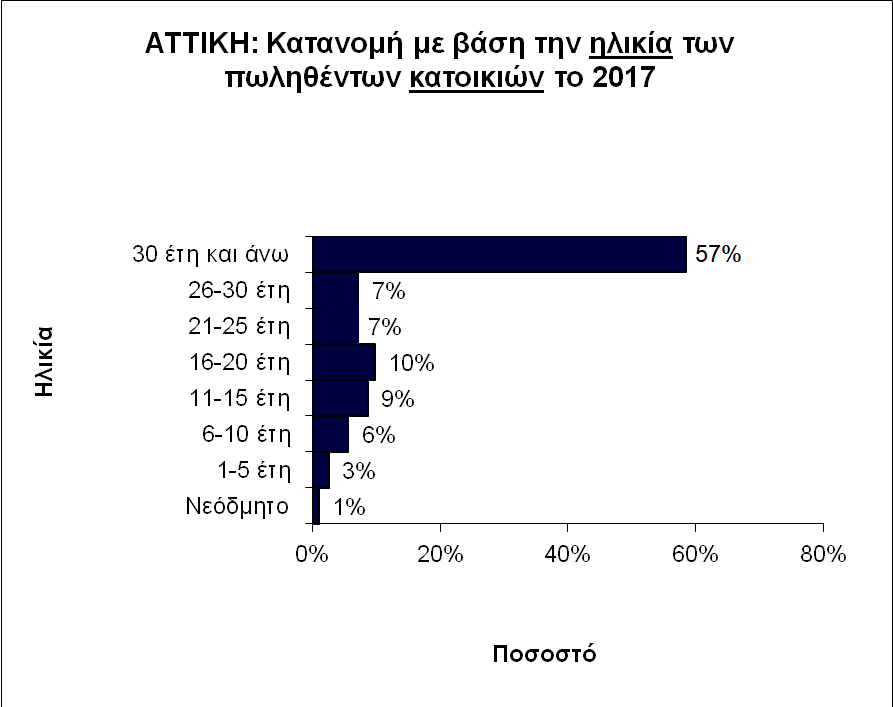 ΑΤΤΙΚΗ: Κατανομή με βάση την ηλικία των
πωληθέντων κατοικιών το 2017
Ηλικία
30 έτη και άνω 57%
26-30 έτη 7%
21-25 έτη 7%
16-20 έτη 10%
11-15 έτη 9%
6-10 έτη 6%
1-5 έτη 3%
Νεόδμητο 1%
0% 20% 40% 60% 80%
Ποσοστό